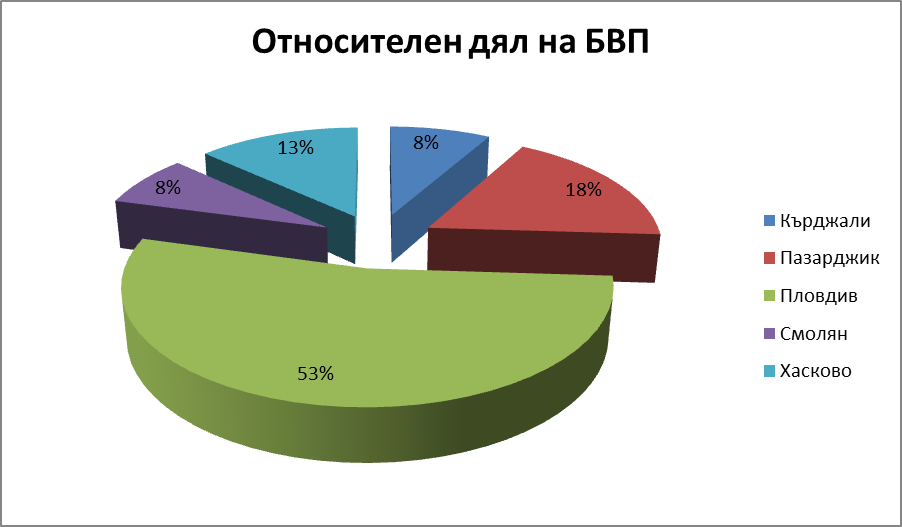 Относителен дял на БВП
8%
18%
53%
8%
13%
Кърджали
Пазарджик
Пловдив
Смолян
Хасково